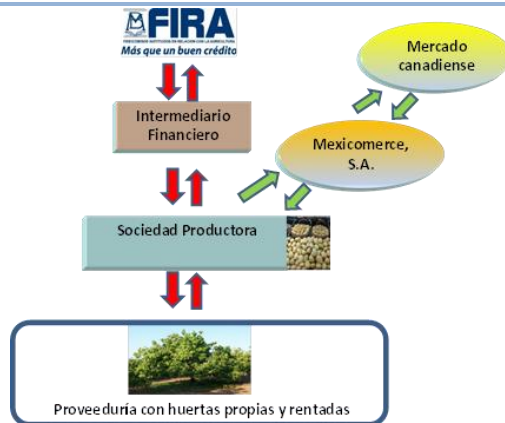 FIRA
Más que un buen crédito
Mercado
canadiense
Intermediario
Financiero
Mexicomerce,
S.A.
Sociedad Productora
Proveeduría con huertas propias y rentadas